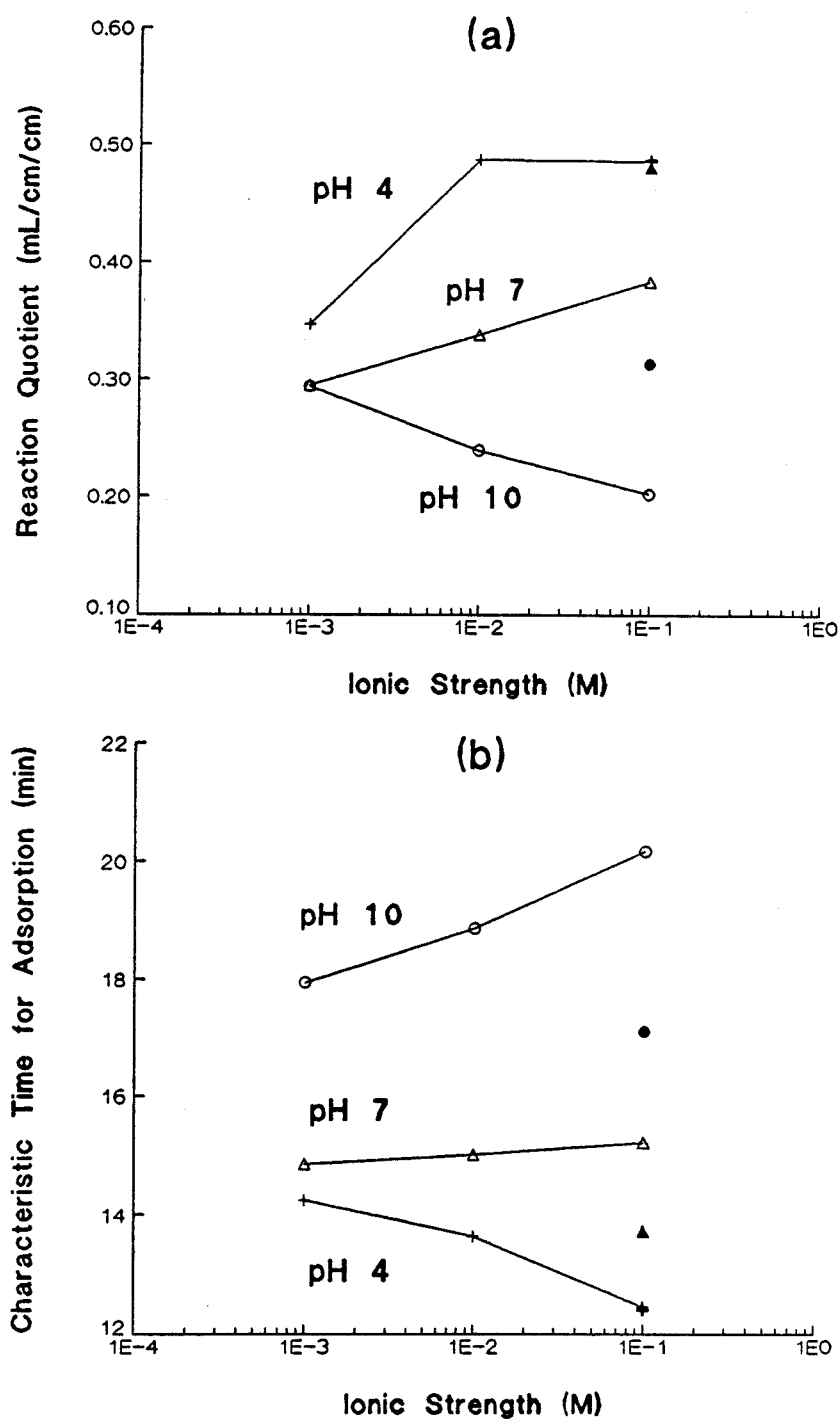 (a)
Reaction Quotient (mL/cm/cm)
0.60
0.50
0.40
0.30
0.20
0.10
pH 4
pH 7
pH 10
1E-4
1E-3
1E-2
1E-1
1E0
Ionic Strength (M)
(b)
Characteristic Time for Adsorption (min)
22
20
18
16
14
12
pH 10
pH 7
pH 4
1E-4
1E-3
1E-2
1E-1
1E0
Ionic Strength (M)